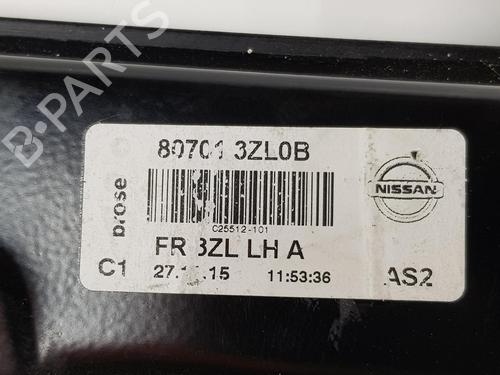 80701 3ZL0B
brose
NISSAN
C25512-101
FR 3ZL LH A
C1
11:53:36
AS2
B-PARTS